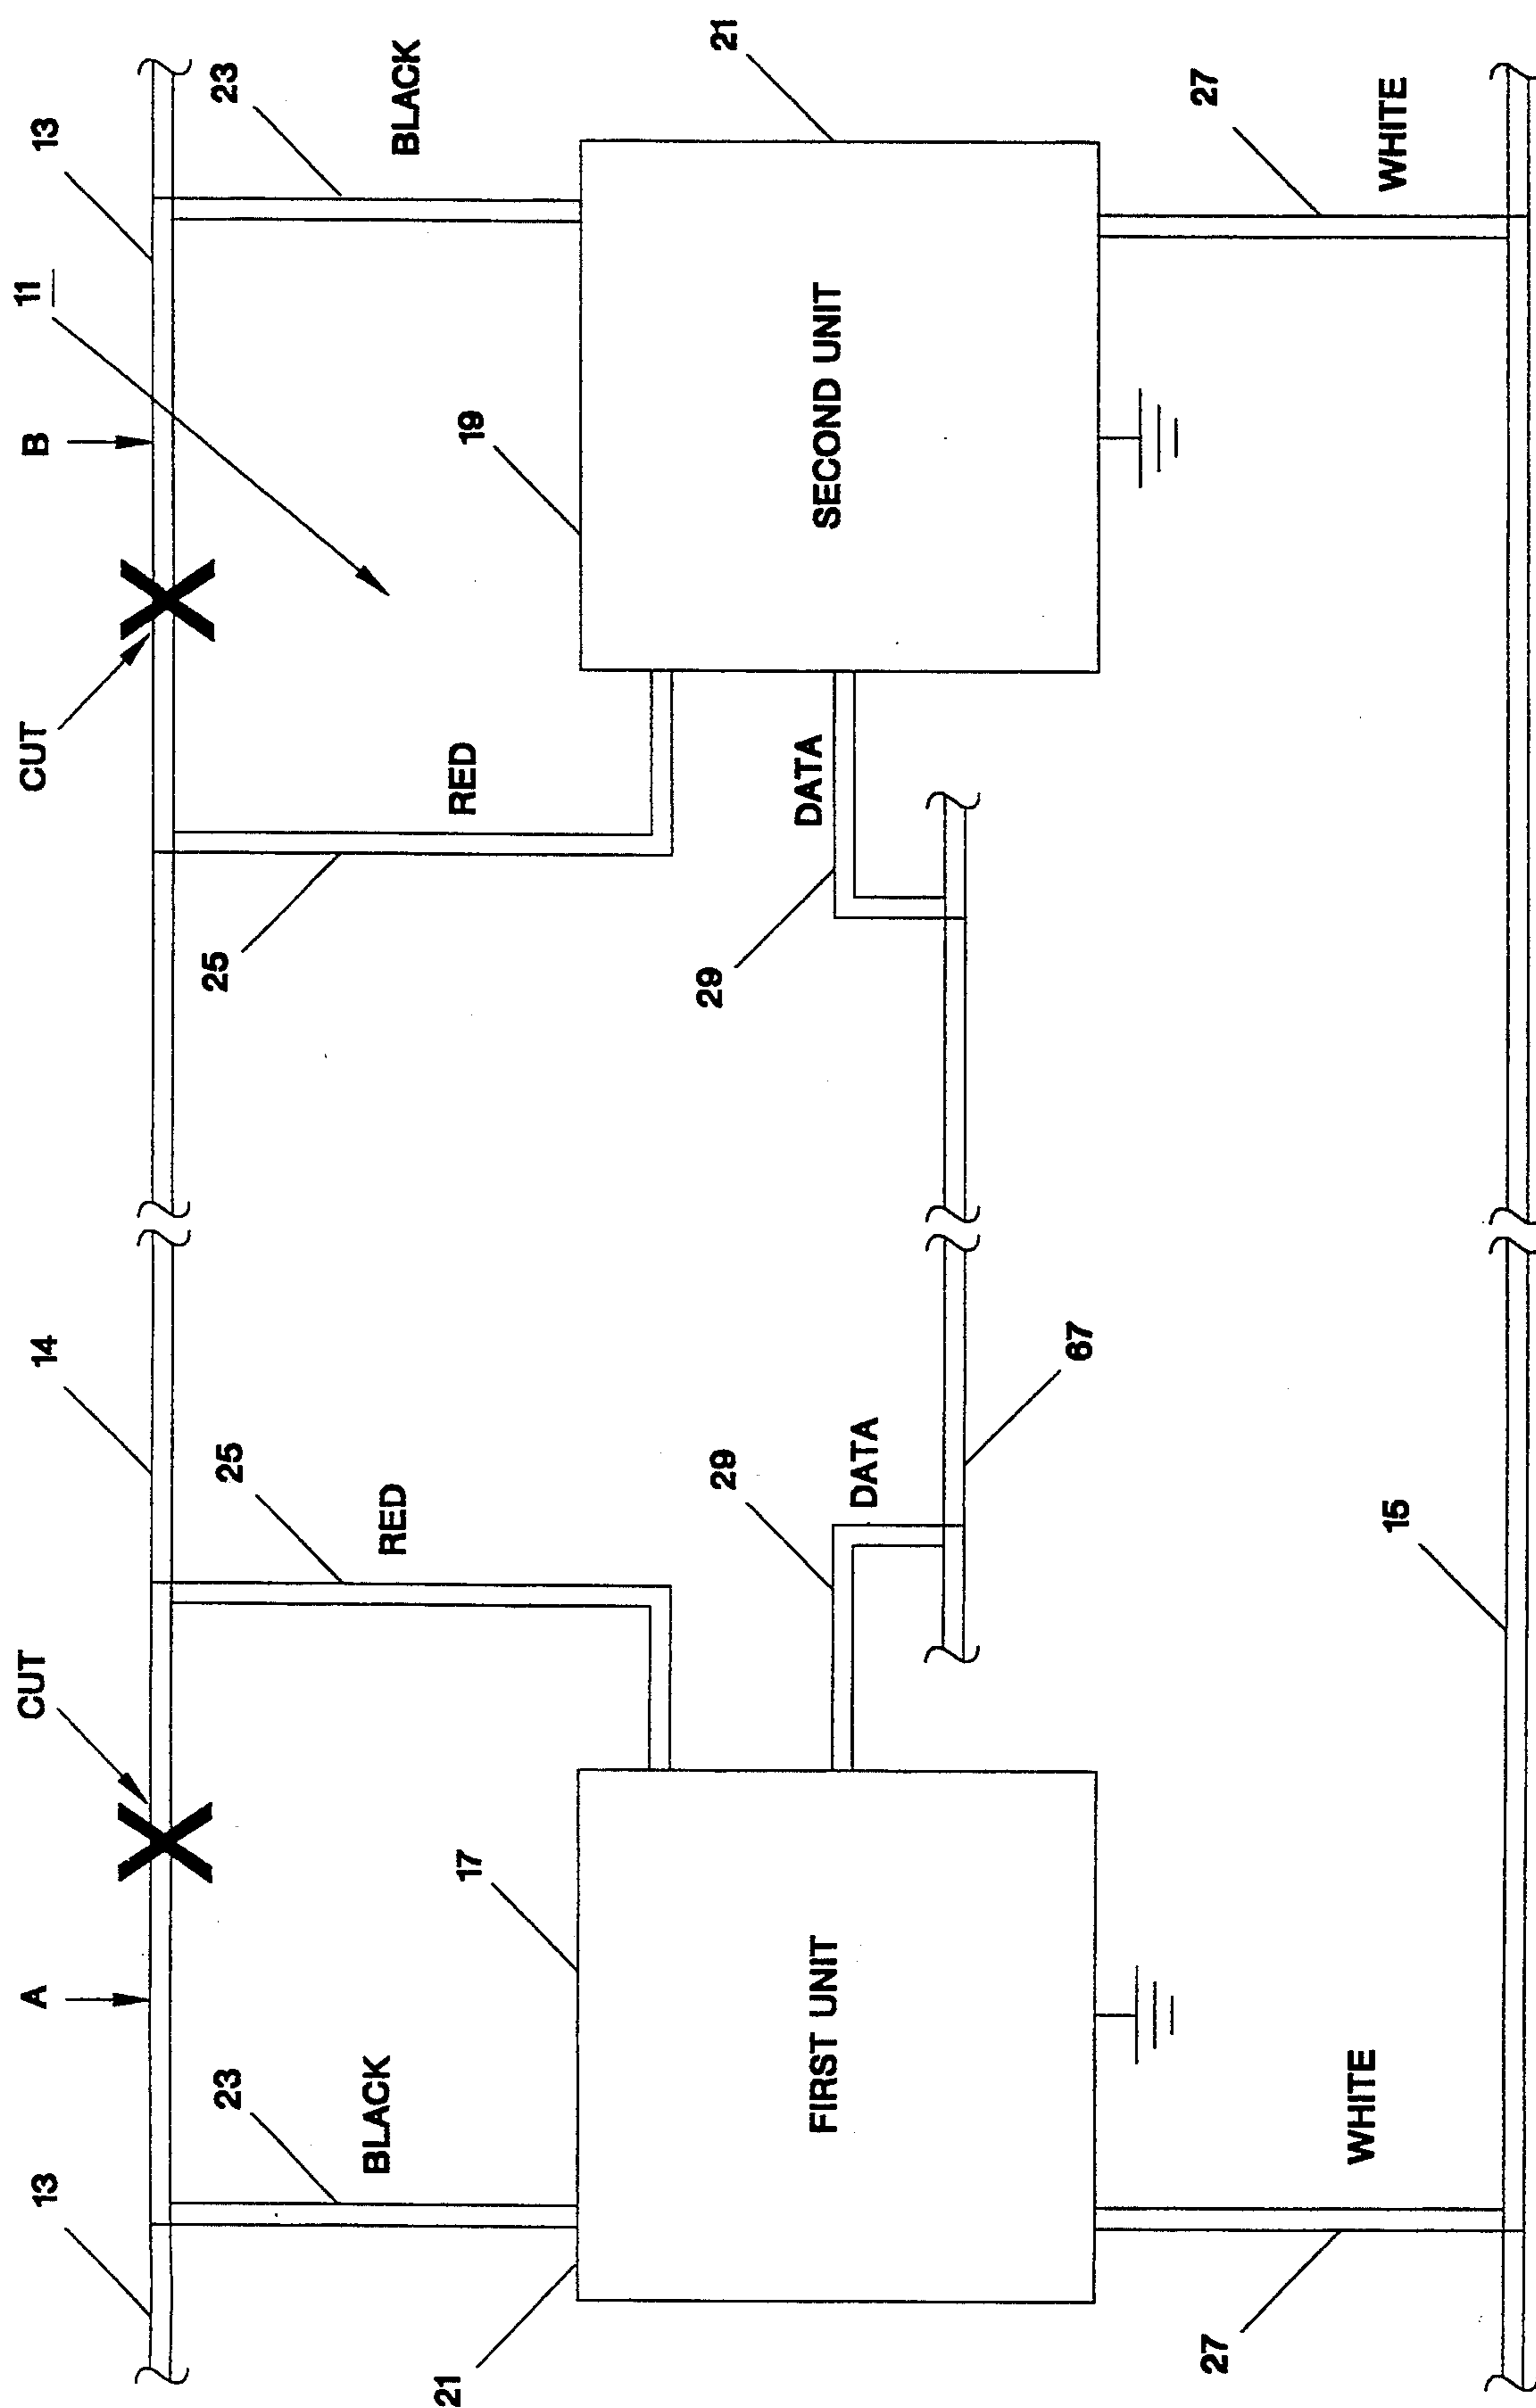 13
A
CUT
14
CUT
B
11
13
23
25
25
23
BLACK
RED
RED
BLACK
21
17
19
29
29
21
FIRST UNIT
DATA
DATA
SECOND UNIT
67
27
27
WHITE
15
WHITE